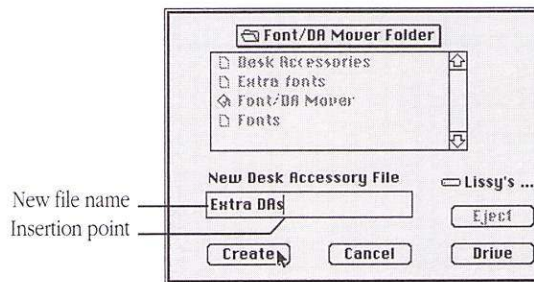 Font/DA Mover Folder
Desk Accessories
Extra fonts
Font/DA Mover
Fonts
New Desk Accessory File
Lissy's ...
New file name
Extra DAs
Insertion point
Eject
Create
Cancel
Drive